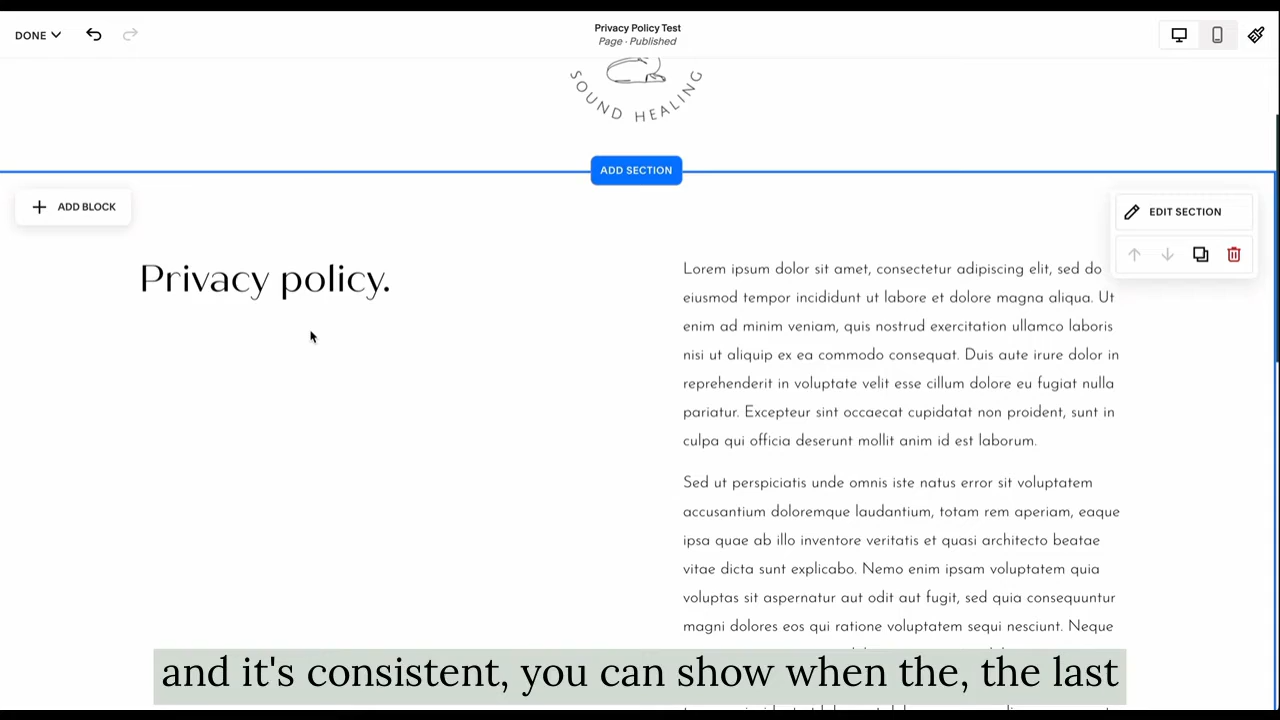 DONE
Privacy Policy Test
Page · Published
SOUND HEALING
ADD SECTION
ADD BLOCK
EDIT SECTION
Privacy policy.
Lorem ipsum dolor sit amet, consectetur adipiscing elit, sed do
eiusmod tempor incididunt ut labore et dolore magna aliqua. Ut
enim ad minim veniam, quis nostrud exercitation ullamco laboris
nisi ut aliquip ex ea commodo consequat. Duis aute irure dolor in
reprehenderit in voluptate velit esse cillum dolore eu fugiat nulla
pariatur. Excepteur sint occaecat cupidatat non proident, sunt in
culpa qui officia deserunt mollit anim id est laborum.
Sed ut perspiciatis unde omnis iste natus error sit voluptatem
accusantium doloremque laudantium, totam rem aperiam, eaque
ipsa quae ab illo inventore veritatis et quasi architecto beatae
vitae dicta sunt explicabo. Nemo enim ipsam voluptatem quia
voluptas sit aspernatur aut odit aut fugit, sed quia consequuntur
magni dolores eos qui ratione voluptatem sequi nesciunt. Neque
and it's consistent, you can show when the, the last